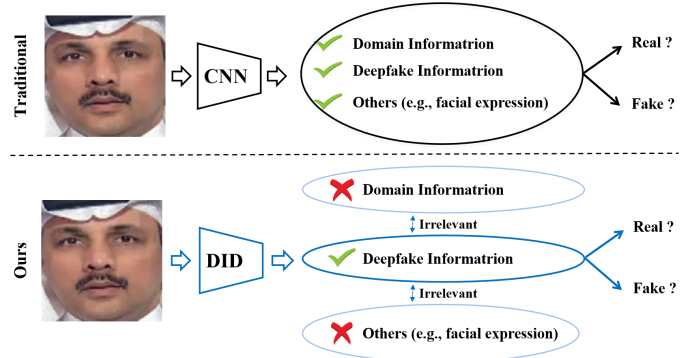 Traditional
CNN
Domain Informatrion
Deepfake Informatrion
Others (e.g., facial expression)
Real ?
Fake ?
Ours
DID
Domain Informatrion
Irrelevant
Deepfake Informatrion
Irrelevant
Others (e.g., facial expression)
Real ?
Fake ?